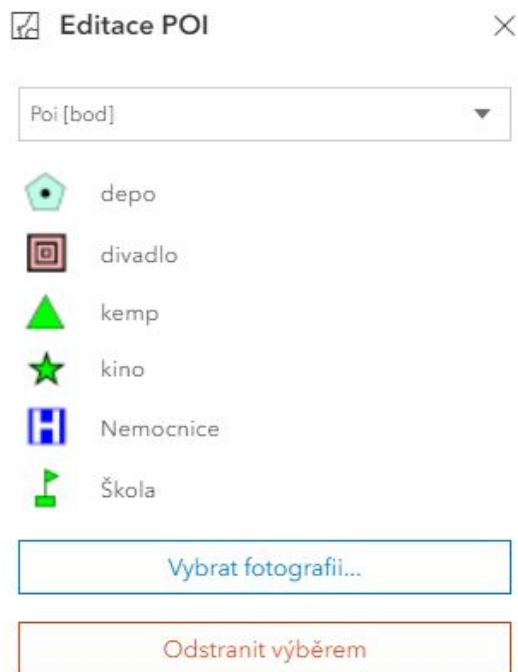 Editace POI
Poi [bod]
depo
divadlo
kemp
kino
Nemocnice
Škola
Vybrat fotografii...
Odstranit výběrem